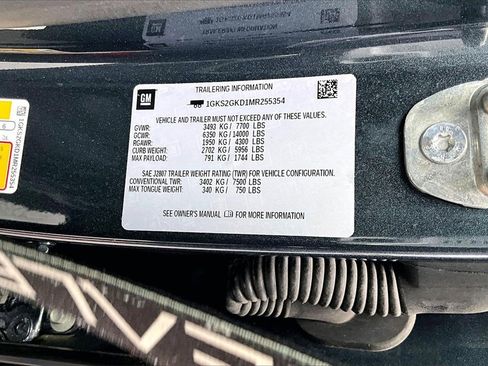 GM
TRAILERING INFORMATION
1GKS2GKD1MR255354
VEHICLE AND TRAILER MUST NOT EXCEED ANY OF THESE VALUES.
GVWR: 3493 KG / 7700 LBS
GCWR: 6350 KG / 14000 LBS
RGAWR: 1950 KG / 4300 LBS
CURB WEIGHT: 2702 KG / 5956 LBS
MAX PAYLOAD: 791 KG / 1744 LBS
SAE J2807 TRAILER WEIGHT RATING (TWR) FOR VEHICLE CONFIGURATION.
CONVENTIONAL TWR: 3402 KG / 7500 LBS
MAX TONGUE WEIGHT: 340 KG / 750 LBS
SEE OWNER'S MANUAL FOR MORE INFORMATION
1GKS2GKD1MR255354